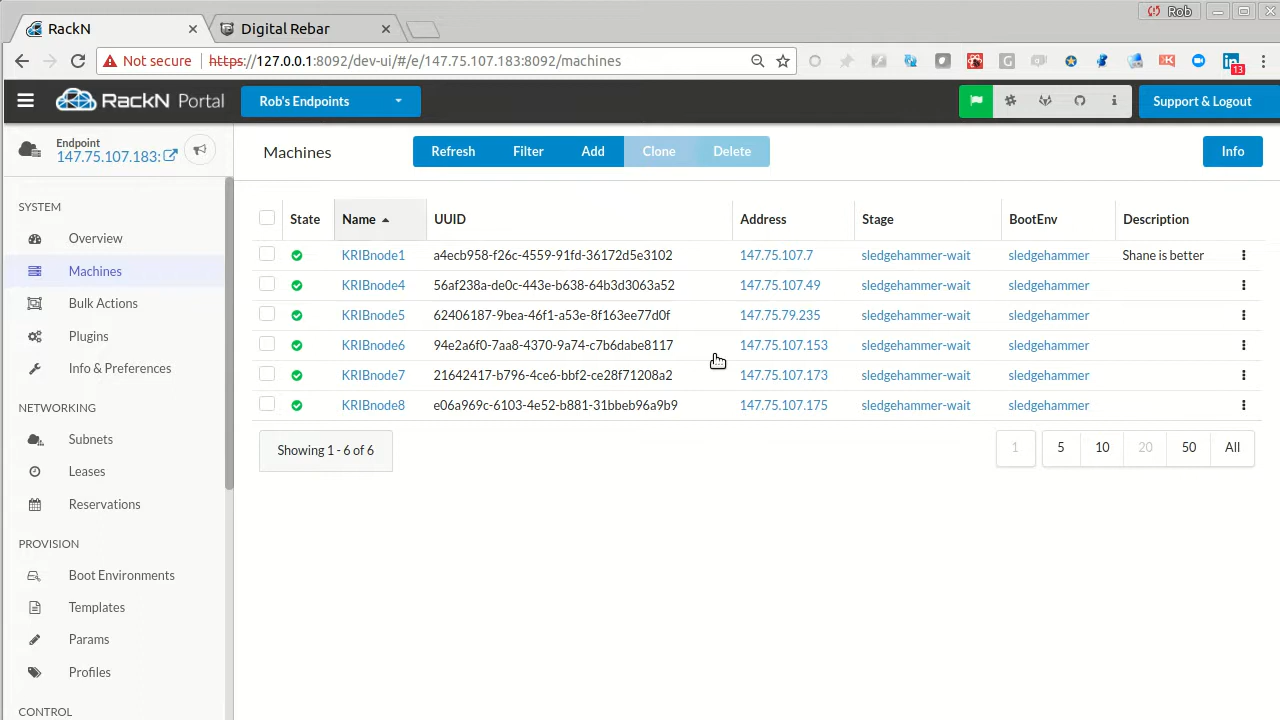 Rob
RackN
Digital Rebar
Not secure https://127.0.0.1:8092/dev-ui/#/e/147.75.107.183:8092/machines
13
RackN Portal
Rob's Endpoints
Support & Logout
Endpoint
147.75.107.183:
Machines
Refresh
Filter
Add
Clone
Delete
Info
SYSTEM
Overview
Machines
Bulk Actions
Plugins
Info & Preferences
NETWORKING
Subnets
Leases
Reservations
PROVISION
Boot Environments
Templates
Params
Profiles
CONTROL
State Name UUID Address Stage BootEnv Description
KRIBnode1 a4ecb958-f26c-4559-91fd-36172d5e3102 147.75.107.7 sledgehammer-wait sledgehammer Shane is better
KRIBnode4 56af238a-de0c-443e-b638-64b3d3063a52 147.75.107.49 sledgehammer-wait sledgehammer
KRIBnode5 62406187-9bea-46f1-a53e-8f163ee77d0f 147.75.79.235 sledgehammer-wait sledgehammer
KRIBnode6 94e2a6f0-7aa8-4370-9a74-c7b6dabe8117 147.75.107.153 sledgehammer-wait sledgehammer
KRIBnode7 21642417-b796-4ce6-bbf2-ce28f71208a2 147.75.107.173 sledgehammer-wait sledgehammer
KRIBnode8 e06a969c-6103-4e52-b881-31bbeb96a9b9 147.75.107.175 sledgehammer-wait sledgehammer
Showing 1 - 6 of 6
1 5 10 20 50 All